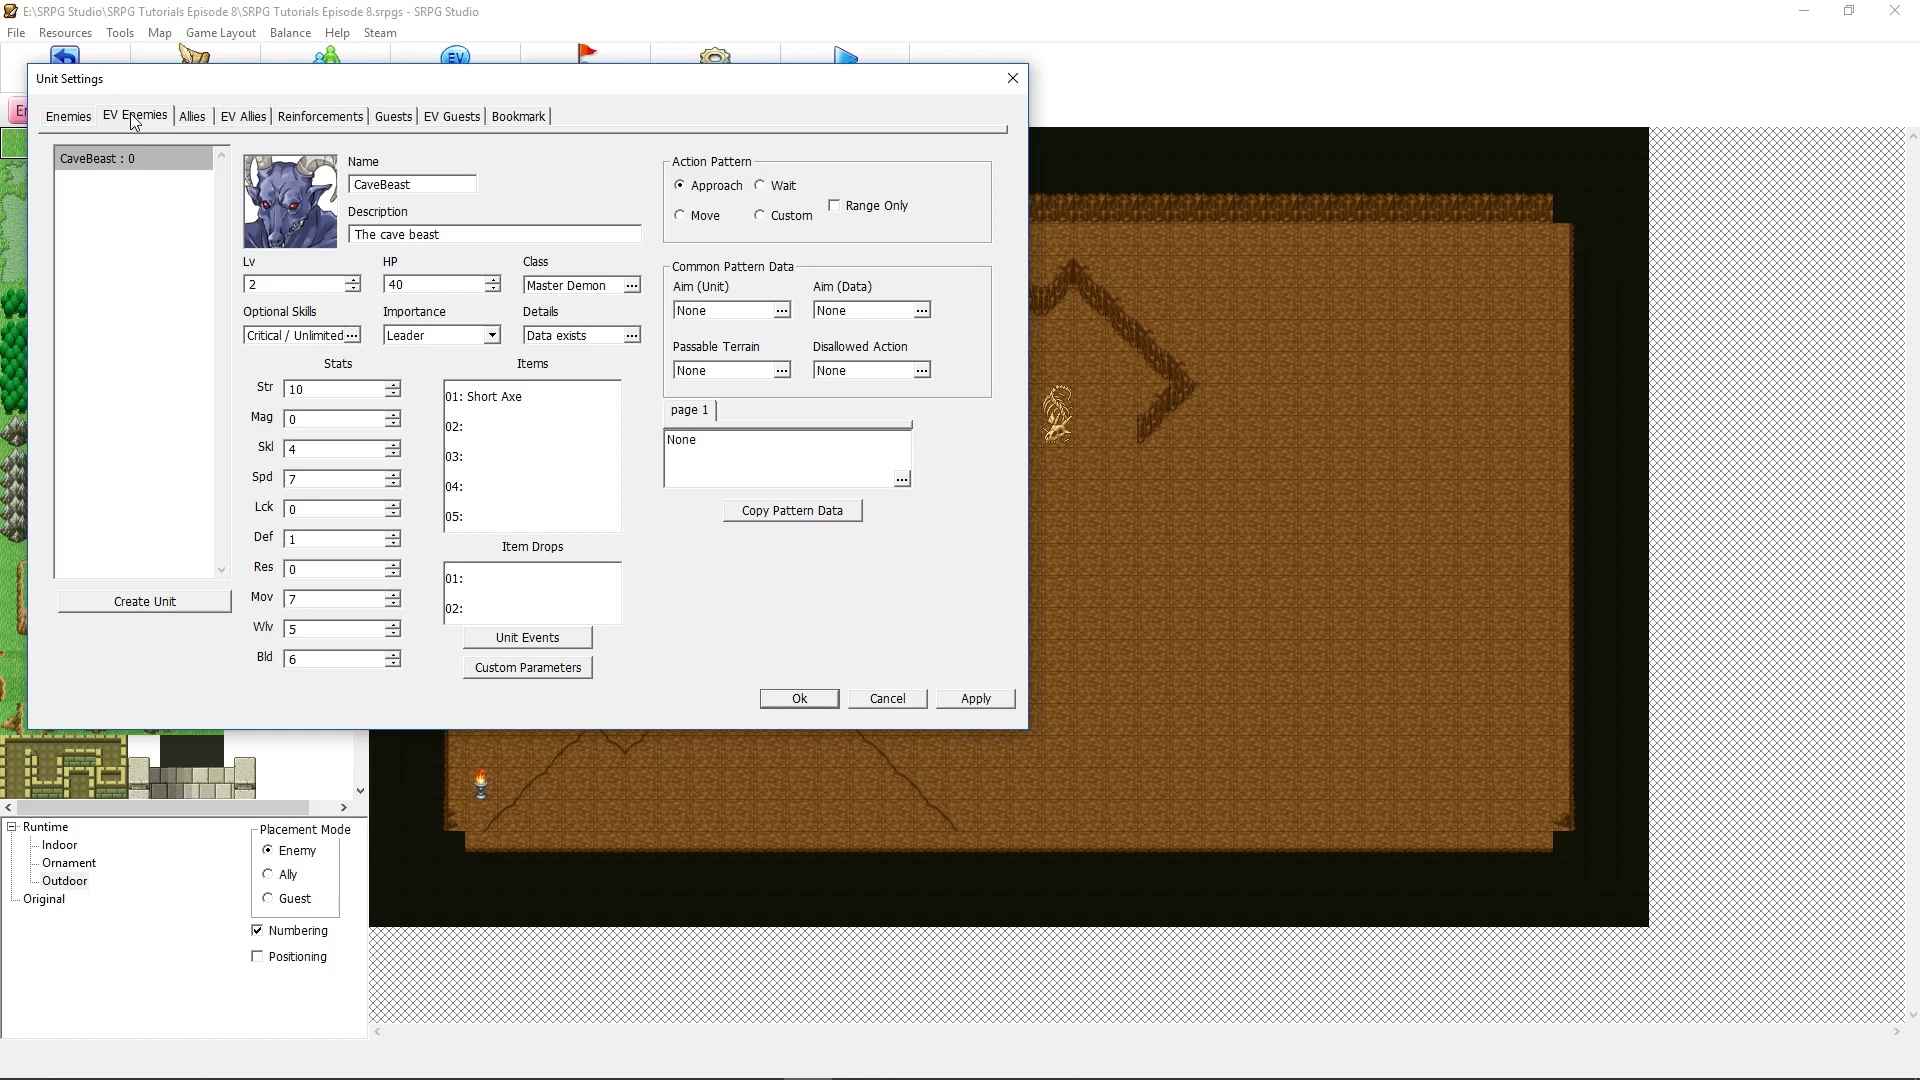 E:\SRPG Studio\SRPG Tutorials Episode 8\SRPG Tutorials Episode 8.srpgs - SRPG Studio
File Resources Tools Map Game Layout Balance Help Steam
EV
Unit Settings
Enemies EV Enemies Allies EV Allies Reinforcements Guests EV Guests Bookmark
CaveBeast : 0
Create Unit
Name
CaveBeast
Description
The cave beast
Lv HP Class
2 40 Master Demon ...
Optional Skills Importance Details
Critical / Unlimited ... Leader Data exists ...
Stats
Str 10
Mag 0
Skl 4
Spd 7
Lck 0
Def 1
Res 0
Mov 7
Wlv 5
Bld 6
Items
01: Short Axe
02:
03:
04:
05:
Item Drops
01:
02:
Unit Events
Custom Parameters
Action Pattern
Approach Wait
Range Only
Move Custom
Common Pattern Data
Aim (Unit) Aim (Data)
None ... None ...
Passable Terrain Disallowed Action
None ... None ...
page 1
None
...
Copy Pattern Data
Ok Cancel Apply
Runtime
Indoor
Ornament
Outdoor
Original
Placement Mode
Enemy
Ally
Guest
Numbering
Positioning